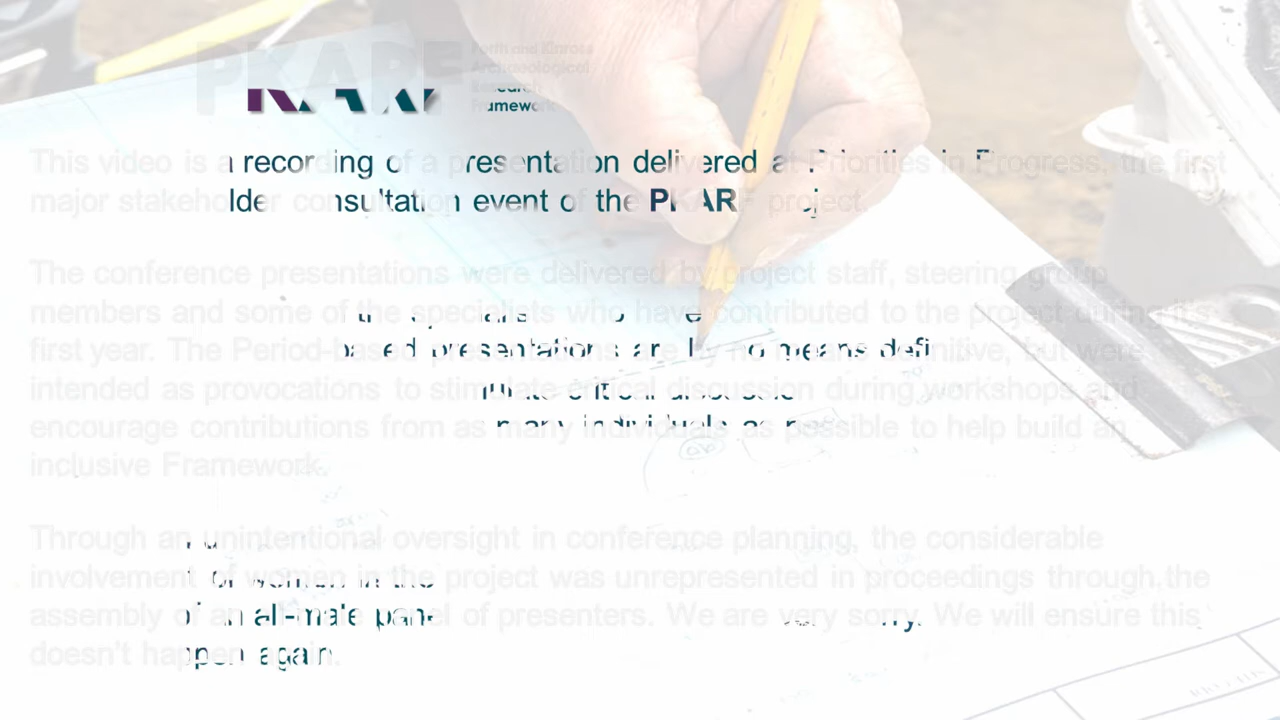 PKARF
Perth and Kinross
Archaeological
Research
Framework
This video is a recording of a presentation delivered at Priorities in Progress, the first
major stakeholder consultation event of the PKARF project.
The conference presentations were delivered by project staff, steering group
members and some of the specialists who have contributed to the project during it's
first year. The Period-based presentations are by no means definitive, but were
intended as provocations to stimulate critical discussion during workshops and
encourage contributions from as many individuals as possible to help build an
inclusive Framework.
Through an unintentional oversight in conference planning, the considerable
involvement of women in the project was unrepresented in proceedings through the
assembly of an all-male panel of presenters. We are very sorry. We will ensure this
doesn't happen again.